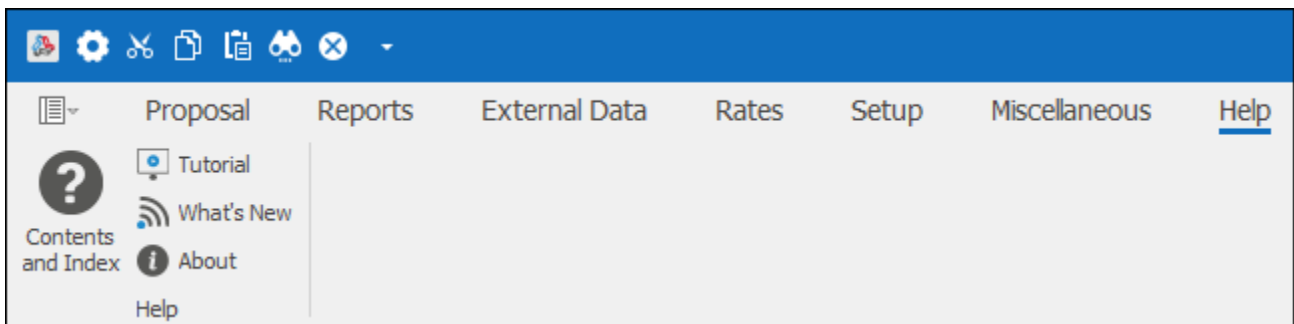 Proposal Reports External Data Rates Setup Miscellaneous Help
Contents
and Index
Tutorial
What's New
About
Help